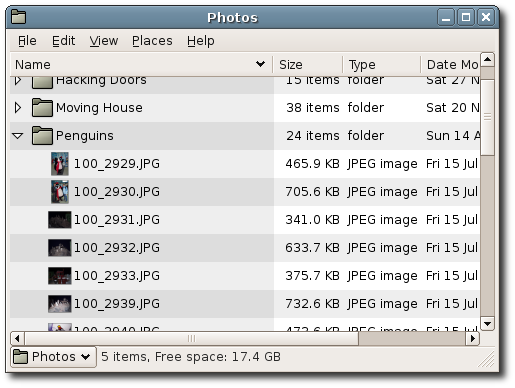 Photos
File Edit View Places Help
Name Size Type Date Mo
Hacking Doors 15 items folder Sat 27 N
Moving House 38 items folder Sat 20 N
Penguins 24 items folder Sun 14 A
100_2929.JPG 465.9 KB JPEG image Fri 15 Jul
100_2930.JPG 705.6 KB JPEG image Fri 15 Jul
100_2931.JPG 341.0 KB JPEG image Fri 15 Jul
100_2932.JPG 633.7 KB JPEG image Fri 15 Jul
100_2933.JPG 375.7 KB JPEG image Fri 15 Jul
100_2939.JPG 732.6 KB JPEG image Fri 15 Jul
100_2940.JPG 472.6 KB JPEG image Fri 15 Jul
Photos 5 items, Free space: 17.4 GB